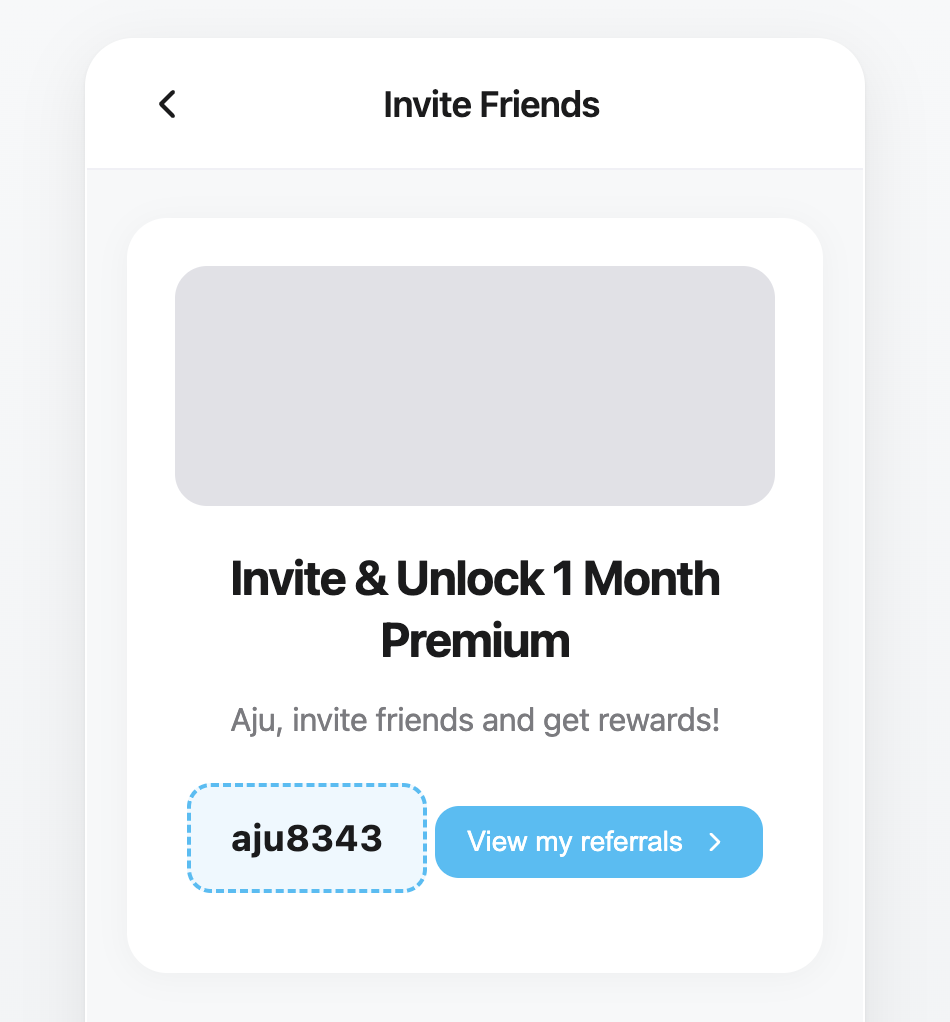 Invite Friends
Invite & Unlock 1 Month
Premium
Aju, invite friends and get rewards!
aju8343
View my referrals